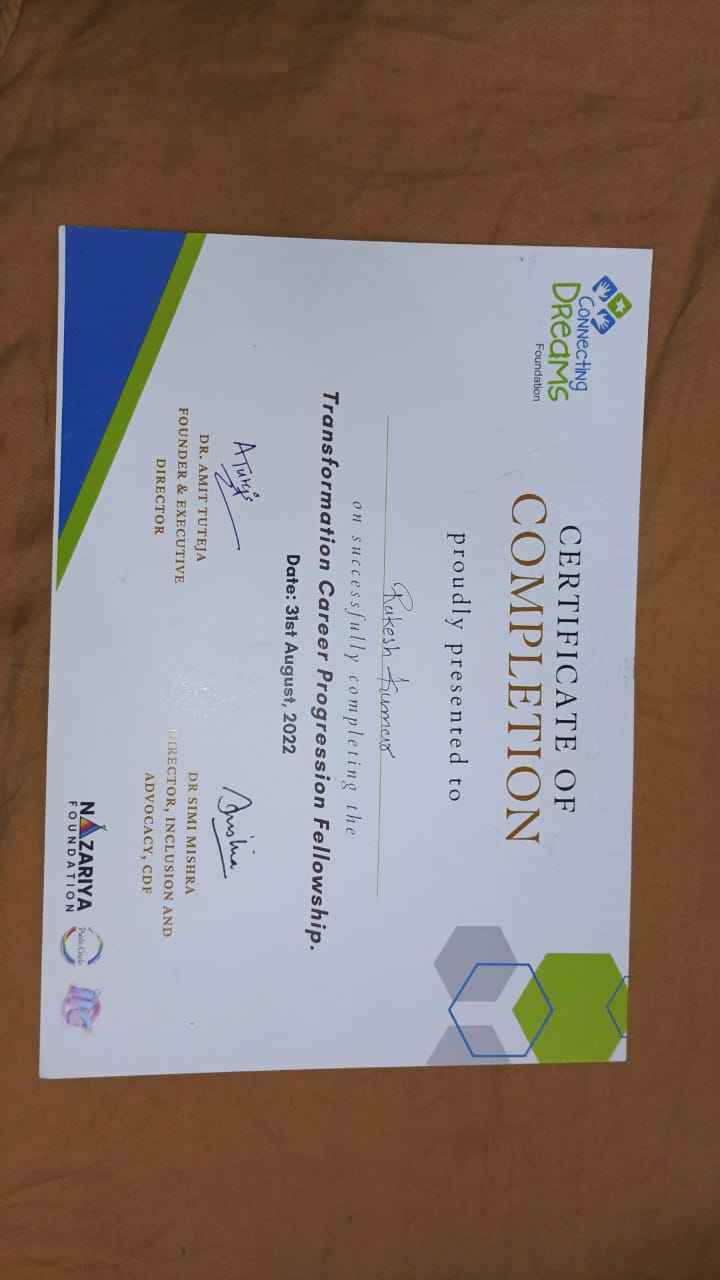 Connecting
Dreams
Foundation
CERTIFICATE OF
COMPLETION
proudly presented to
Rakesh Kumar
on successfully completing the
Transformation Career Progression Fellowship.
Date: 31st August, 2022
DR. AMIT TUTEJA
FOUNDER & EXECUTIVE
DIRECTOR
DR SIMI MISHRA
DIRECTOR, INCLUSION AND
ADVOCACY, CDF
NAZARIYA
FOUNDATION